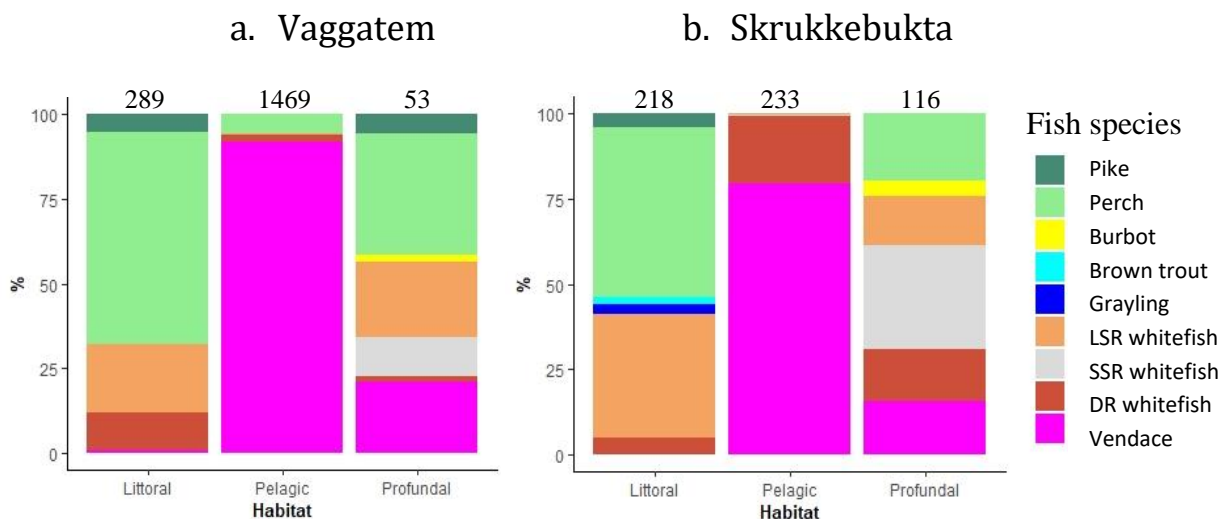 a. Vaggatem
289 1469 53
100
75
50
25
0
%
Littoral Pelagic Profundal
Habitat
b. Skrukkebukta
218 233 116
100
75
50
25
0
%
Littoral Pelagic Profundal
Habitat
Fish species
Pike
Perch
Burbot
Brown trout
Grayling
LSR whitefish
SSR whitefish
DR whitefish
Vendace